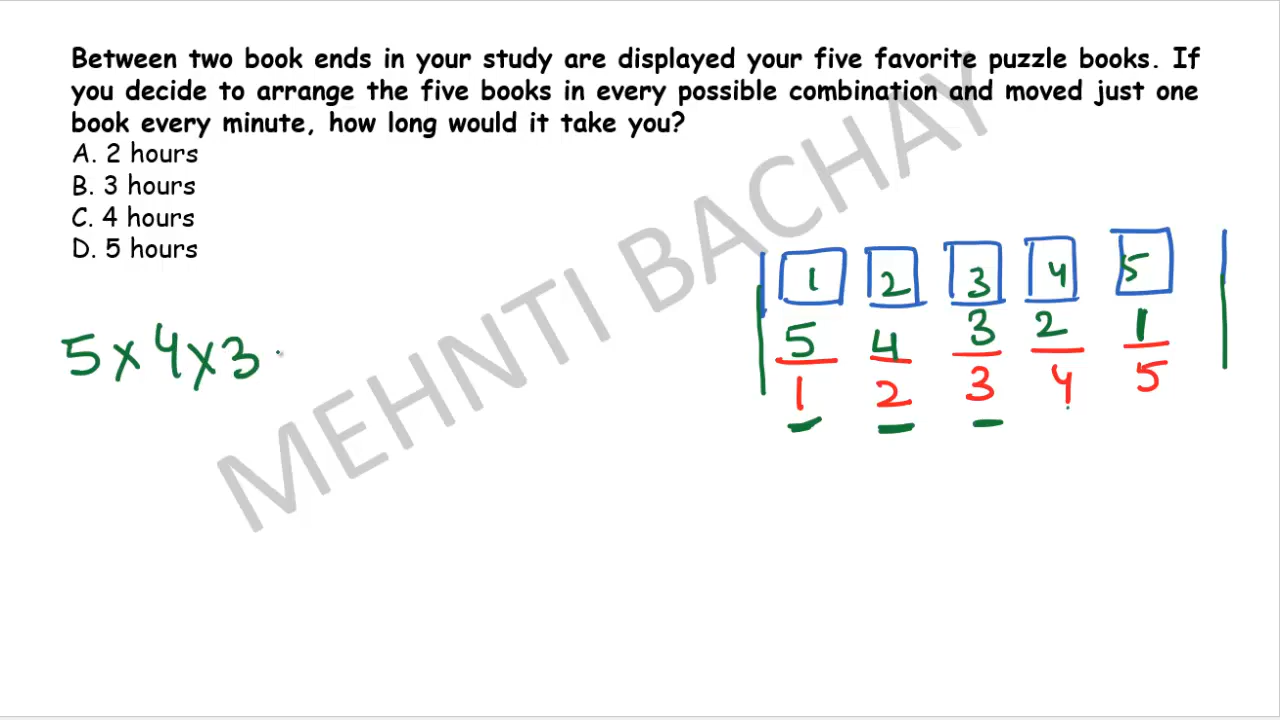 Between two book ends in your study are displayed your five favorite puzzle books. If
you decide to arrange the five books in every possible combination and moved just one
book every minute, how long would it take you?
A. 2 hours
B. 3 hours
C. 4 hours
D. 5 hours
MEHNTI BACHAY
1 2 3 4 5
5 4 3 2 1
1 2 3 4 5
5 x 4 x 3